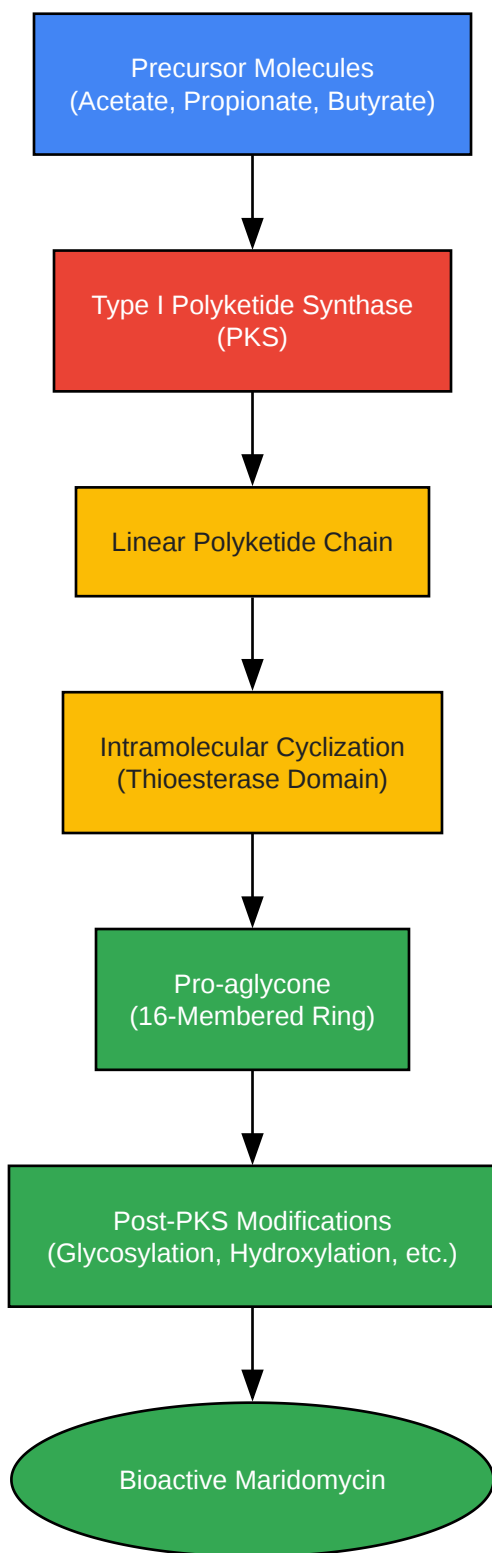 Precursor Molecules
(Acetate, Propionate, Butyrate)
Type I Polyketide Synthase
(PKS)
Linear Polyketide Chain
Intramolecular Cyclization
(Thioesterase Domain)
Pro-aglycone
(16-Membered Ring)
Post-PKS Modifications
(Glycosylation, Hydroxylation, etc.)
Bioactive Maridomycin